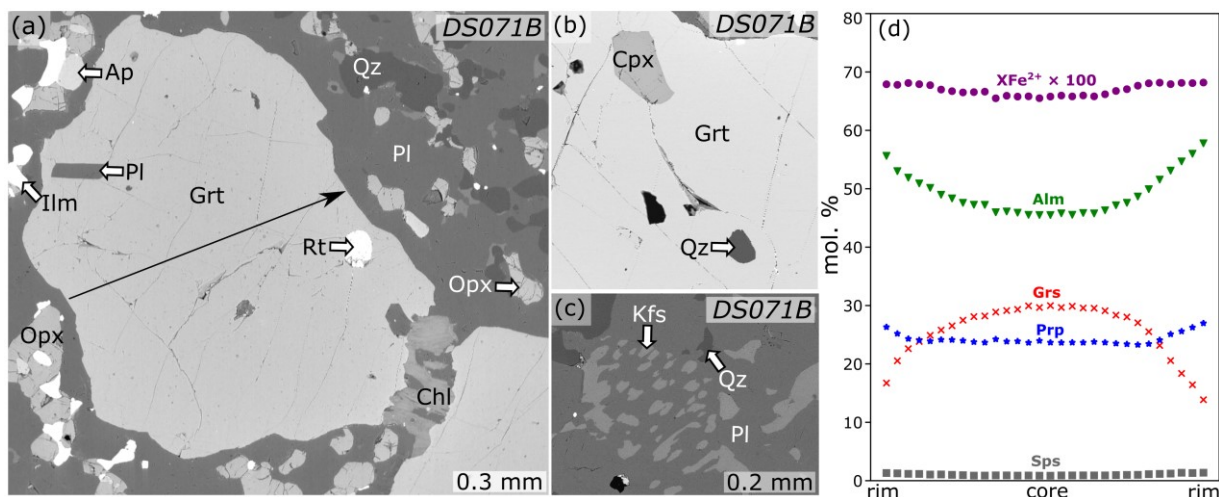 (a)
DS071B
Ap
Qz
Pl
Pl
Ilm
Grt
Rt
Opx
Opx
Chl
0.3 mm
(b)
DS071B
Cpx
Grt
Qz
(c)
DS071B
Kfs
Qz
Pl
0.2 mm
(d)
mol. %
80
70
60
50
40
30
20
10
0
XFe²⁺ × 100
Alm
Grs
Prp
Sps
rim core rim